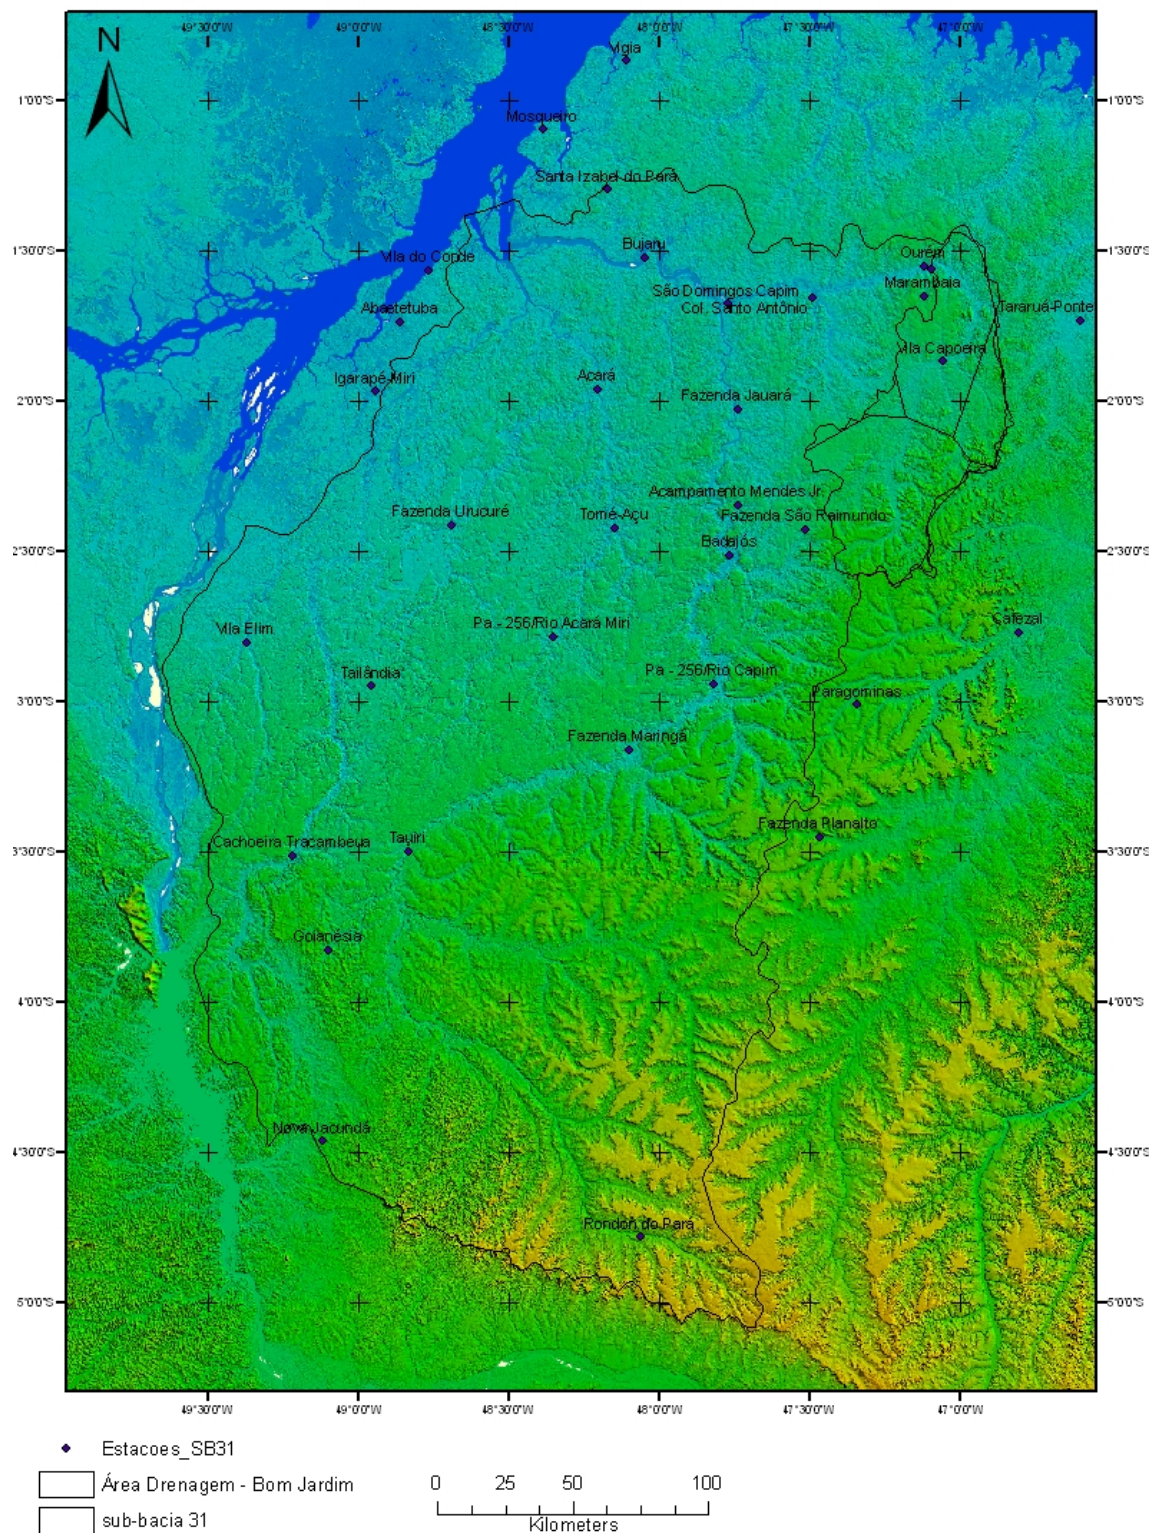 49°30'0"W 49°0'0"W 48°30'0"W 48°0'0"W 47°30'0"W 47°0'0"W
N
Vigia
1°0'0"S 1°0'0"S
Mosqueiro
Santa Izabel do Pará
Bujaru
1°30'0"S 1°30'0"S
Ourém
Vila do Conde
Marambaia
São Domingos Capim
Abaetetuba
Col. Santo Antônio
Tararuá-Ponte
Vila Capoeira
Igarapé-Miri
Acará
Fazenda Jauará
2°0'0"S 2°0'0"S
Acampamento Mendes Jr.
Fazenda Urucuré
Tomé-Açu
Fazenda São Raimundo
Badajós
2°30'0"S 2°30'0"S
Vila Elim
Pa - 256/Rio Acará Miri
Cafezal
Tailândia
Pa - 256/Rio Capim
Paragominas
3°0'0"S 3°0'0"S
Fazenda Maringá
Fazenda Planalto
Cachoeira Tracambeua
Tauiri
3°30'0"S 3°30'0"S
Goianésia
4°0'0"S 4°0'0"S
Nova Jacundá
4°30'0"S 4°30'0"S
Rondon do Pará
5°0'0"S 5°0'0"S
49°30'0"W 49°0'0"W 48°30'0"W 48°0'0"W 47°30'0"W 47°0'0"W
Estacoes_SB31
Área Drenagem - Bom Jardim
sub-bacia 31
0 25 50 100
Kilometers